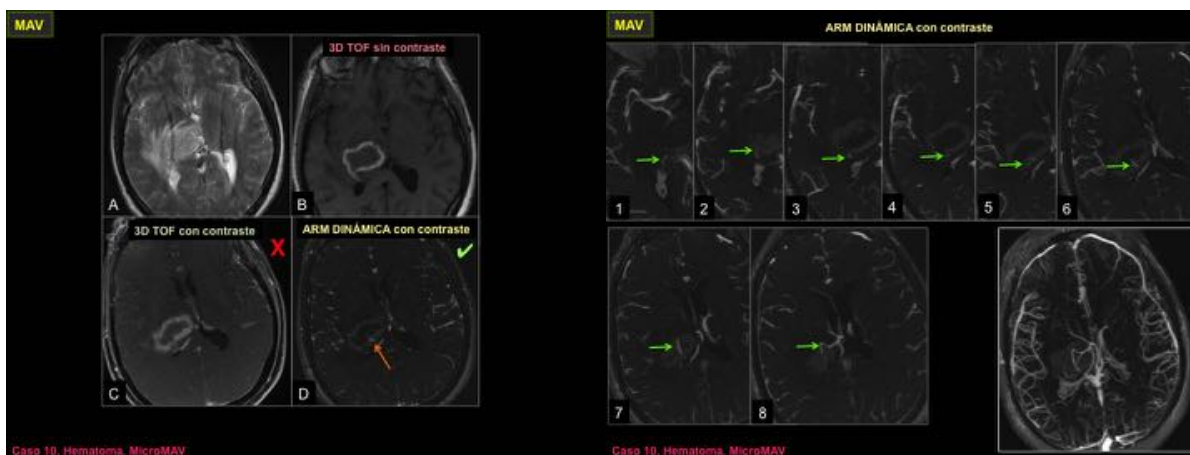 MAV
3D TOF sin contraste
A
B
3D TOF con contraste
X
ARM DINÁMICA con contraste
C
D
Caso 10. Hematoma. MicroMAV
MAV
ARM DINÁMICA con contraste
1
2
3
4
5
6
7
8
Caso 10. Hematoma. MicroMAV